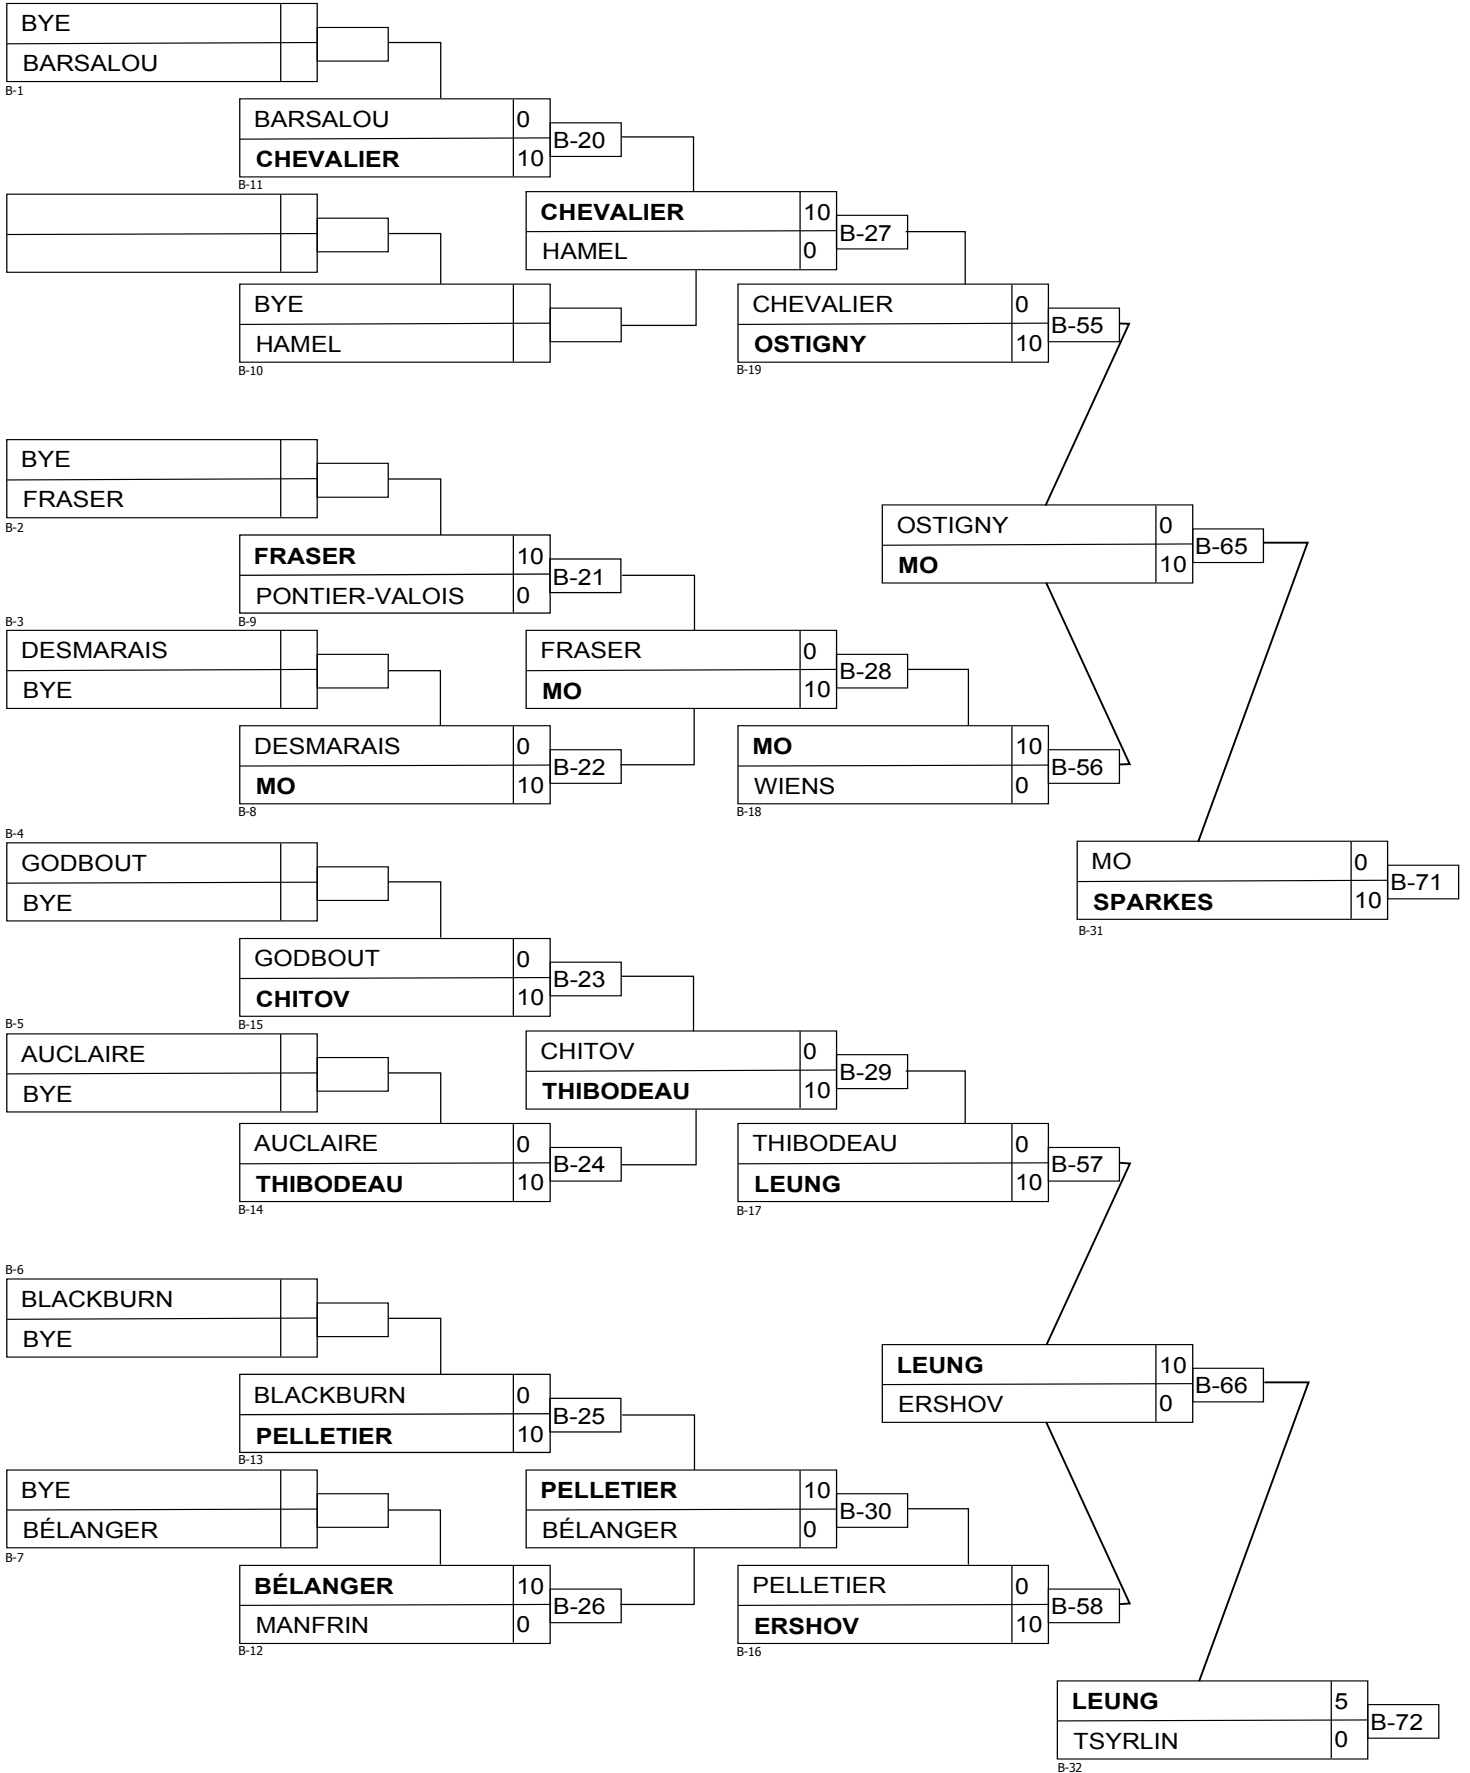 BYE
BARSALOU
B-1
BARSALOU 0
B-20
CHEVALIER 10
B-11
CHEVALIER 10
B-27
HAMEL 0
BYE
HAMEL
B-10
CHEVALIER 0
B-55
OSTIGNY 10
B-19
BYE
FRASER
B-2
OSTIGNY 0
B-65
MO 10
FRASER 10
B-21
PONTIER-VALOIS 0
B-9
B-3
DESMARAIS
BYE
FRASER 0
B-28
MO 10
DESMARAIS 0
B-22
MO 10
B-8
MO 10
B-56
WIENS 0
B-18
B-4
GODBOUT
BYE
MO 0
B-71
SPARKES 10
B-31
GODBOUT 0
B-23
CHITOV 10
B-15
B-5
AUCLAIRE
BYE
CHITOV 0
B-29
THIBODEAU 10
AUCLAIRE 0
B-24
THIBODEAU 10
B-14
THIBODEAU 0
B-57
LEUNG 10
B-17
B-6
BLACKBURN
BYE
LEUNG 10
B-66
ERSHOV 0
BLACKBURN 0
B-25
PELLETIER 10
B-13
BYE
BÉLANGER
B-7
PELLETIER 10
B-30
BÉLANGER 0
BÉLANGER 10
B-26
MANFRIN 0
B-12
PELLETIER 0
B-58
ERSHOV 10
B-16
LEUNG 5
B-72
TSYRLIN 0
B-32